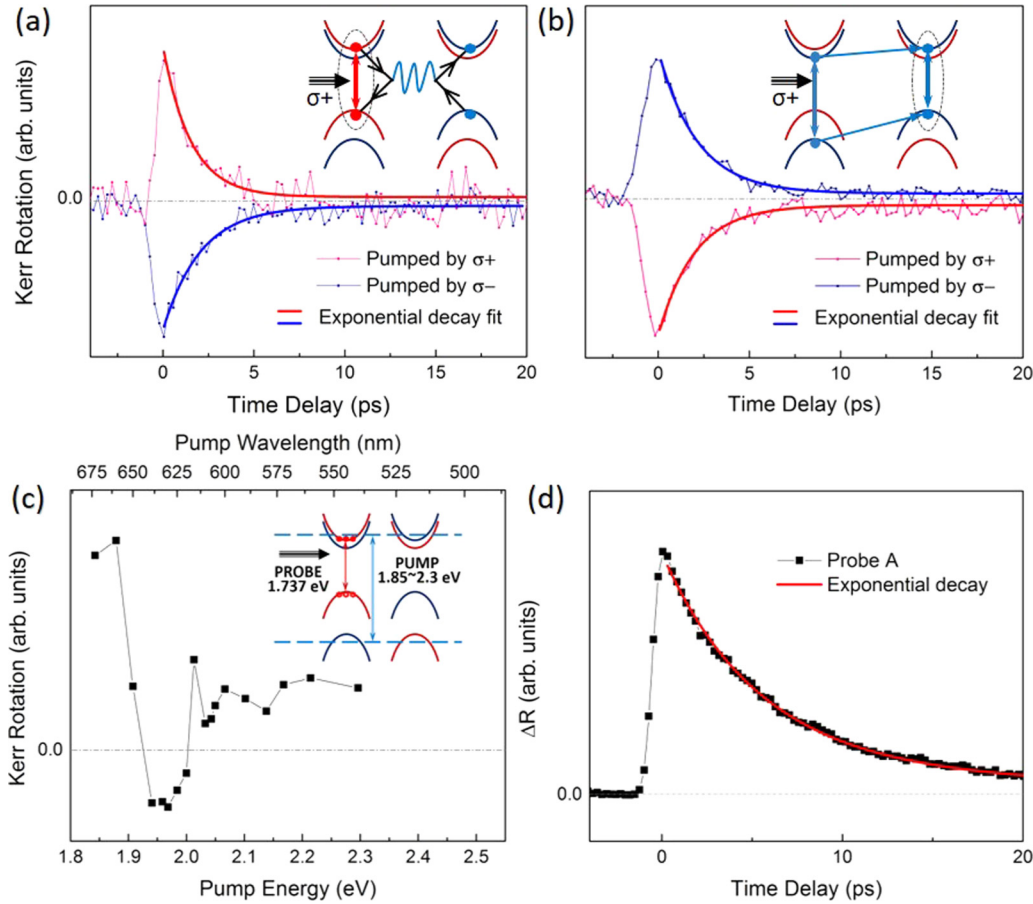 (a)
Kerr Rotation (arb. units)
0.0
σ+
Pumped by σ+
Pumped by σ−
Exponential decay fit
0 5 10 15 20
Time Delay (ps)
(b)
σ+
Pumped by σ+
Pumped by σ−
Exponential decay fit
0 5 10 15 20
Time Delay (ps)
Pump Wavelength (nm)
675 650 625 600 575 550 525 500
(c)
Kerr Rotation (arb. units)
0.0
PROBE
1.737 eV
PUMP
1.85~2.3 eV
1.8 1.9 2.0 2.1 2.2 2.3 2.4 2.5
Pump Energy (eV)
(d)
ΔR (arb. units)
0.0
Probe A
Exponential decay
0 10 20
Time Delay (ps)